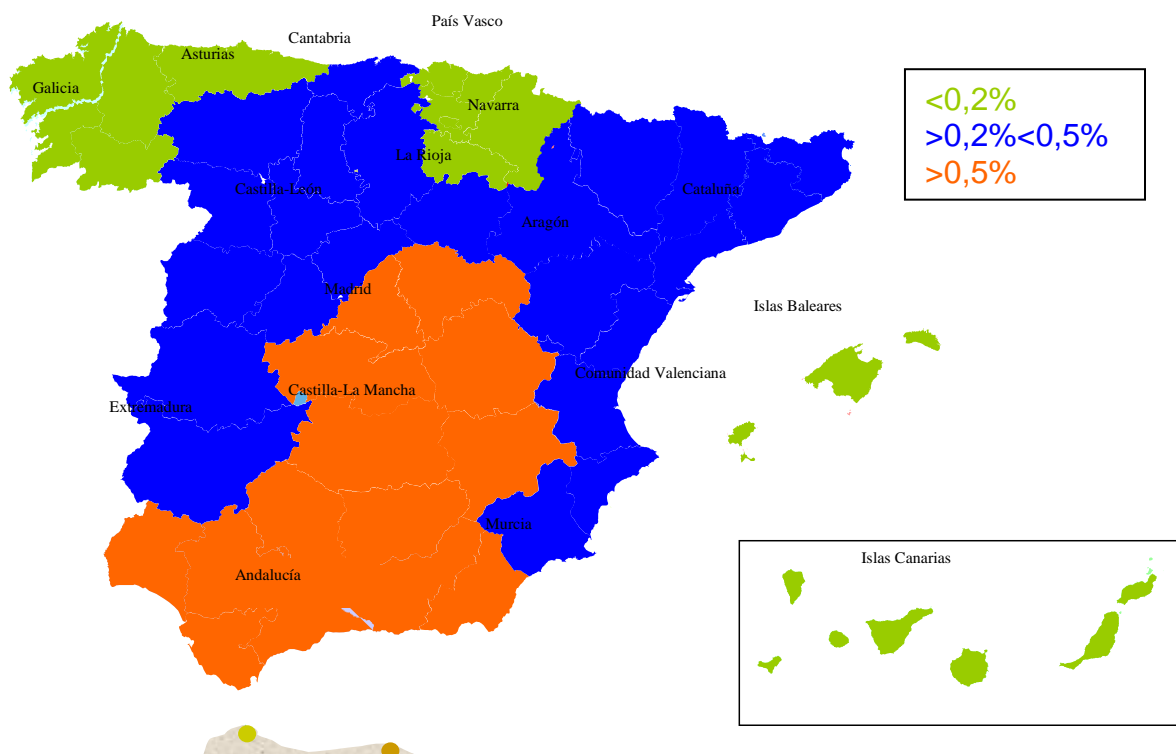 País Vasco
Cantabria
Asturias
Galicia
Navarra
La Rioja
Castilla-León
Cataluña
Aragón
Madrid
Islas Baleares
Comunidad Valenciana
Castilla-La Mancha
Extremadura
Murcia
Andalucía
Islas Canarias
<0,2%
>0,2%<0,5%
>0,5%